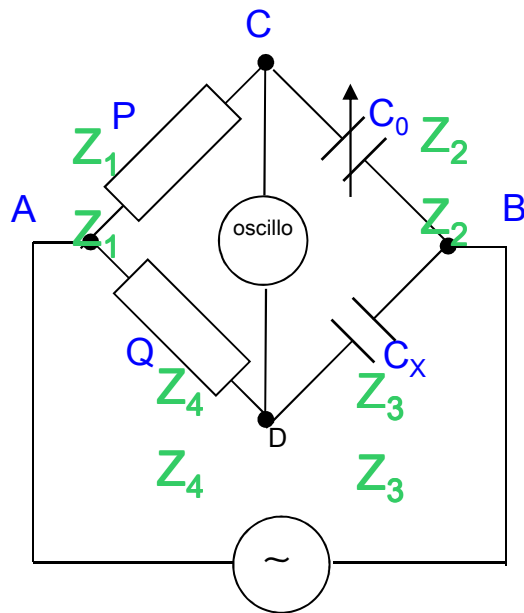 C
P
C₀
Z₁
Z₂
A
B
Z₁
oscillo
Z₂
Q
Cₓ
Z₄
Z₃
D
Z₄
Z₃
~